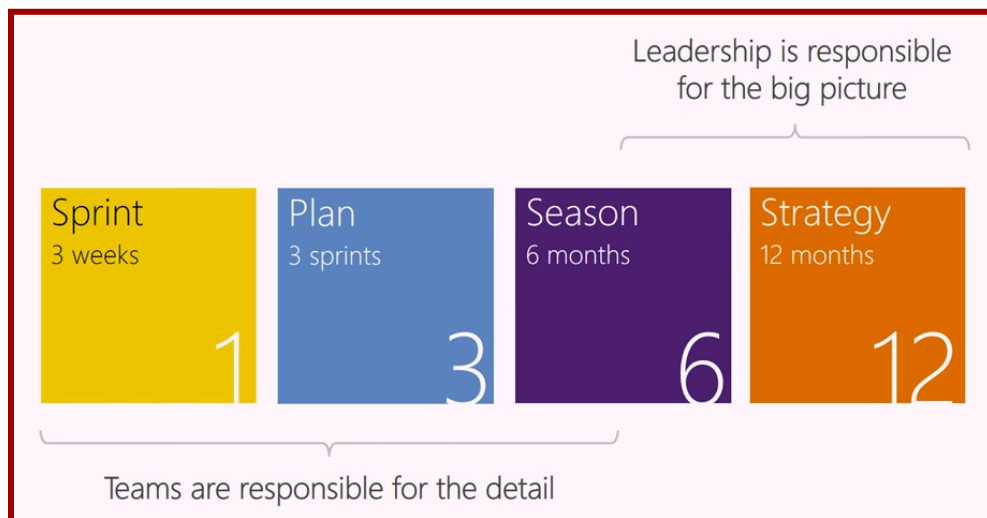 Leadership is responsible
for the big picture
Sprint
3 weeks
1
Plan
3 sprints
3
Season
6 months
6
Strategy
12 months
12
Teams are responsible for the detail